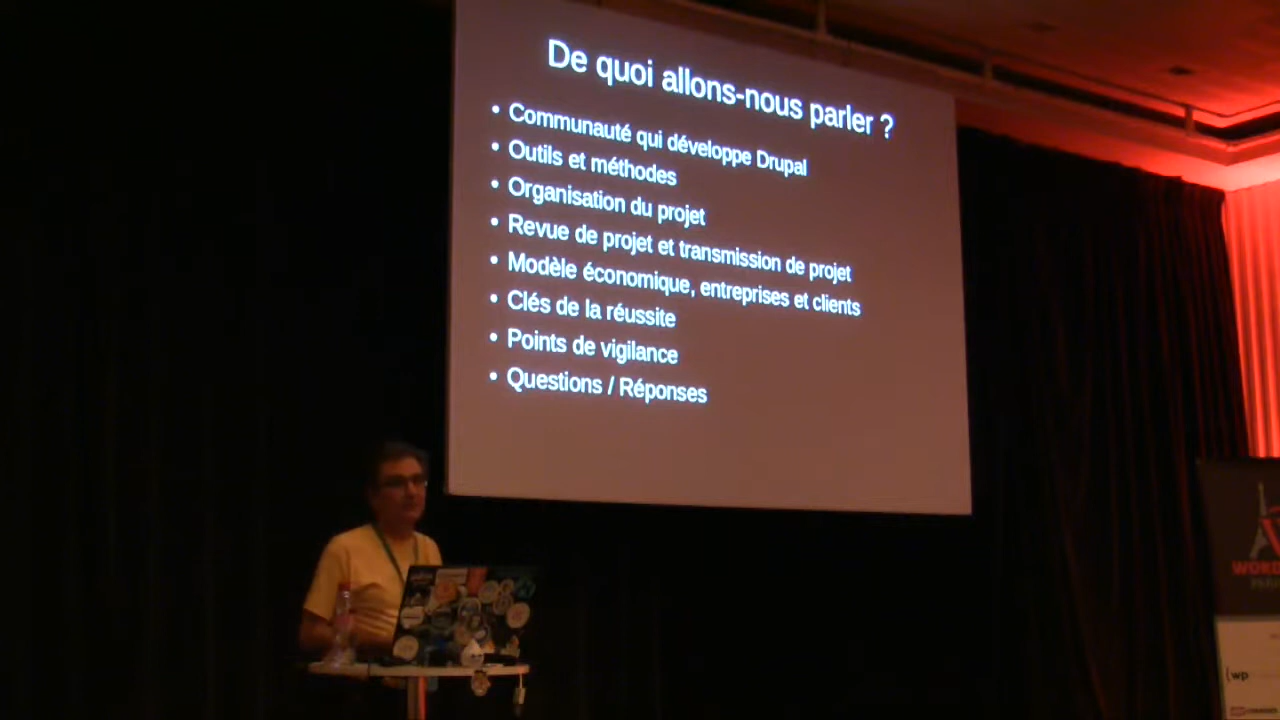 De quoi allons-nous parler ?
• Communauté qui développe Drupal
• Outils et méthodes
• Organisation du projet
• Revue de projet et transmission de projet
• Modèle économique, entreprises et clients
• Clés de la réussite
• Points de vigilance
• Questions / Réponses
wp